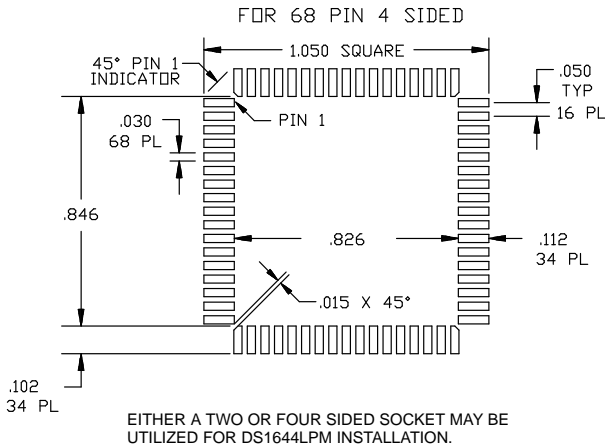 FOR 68 PIN 4 SIDED
1.050 SQUARE
45° PIN 1
INDICATOR
.050
TYP
16 PL
PIN 1
.030
68 PL
.846
.826
.112
34 PL
.015 X 45°
.102
34 PL
EITHER A TWO OR FOUR SIDED SOCKET MAY BE
UTILIZED FOR DS1644LPM INSTALLATION.